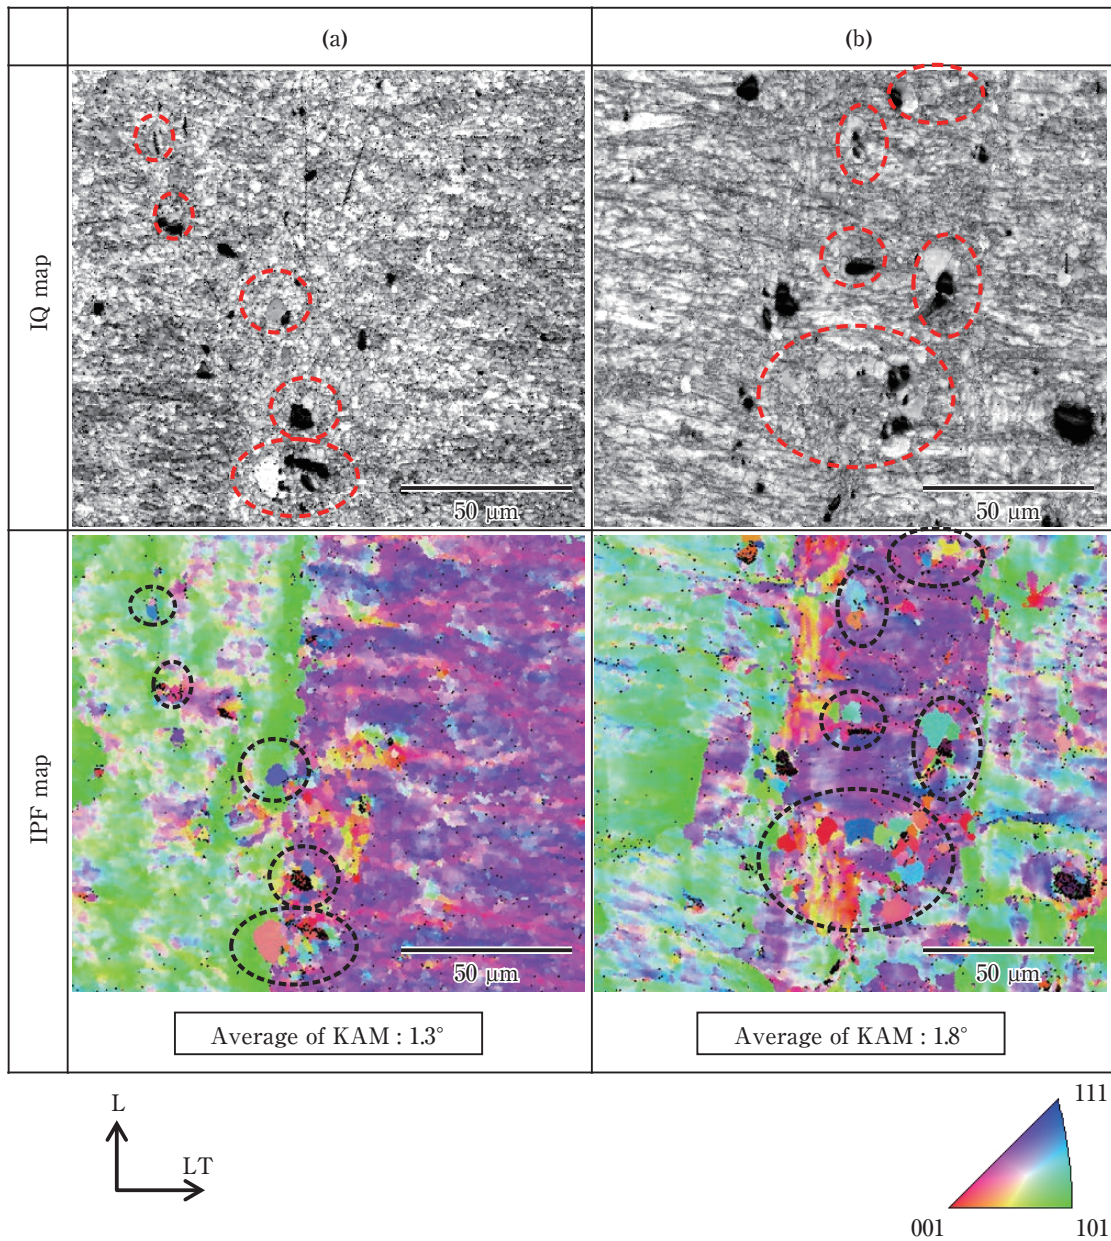 (a)
(b)
IQ map
50 μm
50 μm
IPF map
50 μm
50 μm
Average of KAM : 1.3°
Average of KAM : 1.8°
L
LT
111
001
101